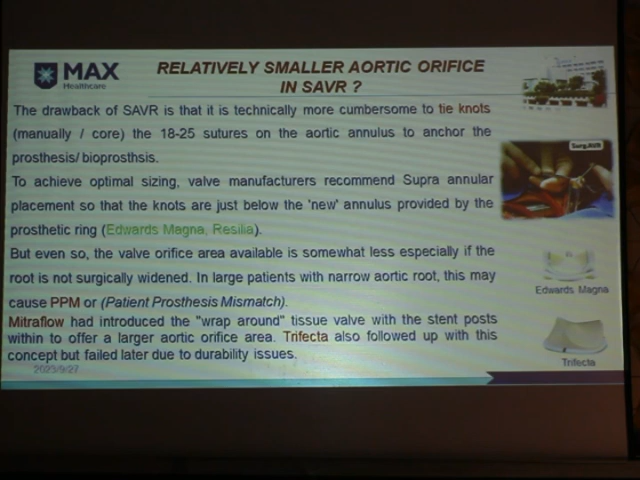 MAX
Healthcare
RELATIVELY SMALLER AORTIC ORIFICE
IN SAVR ?
The drawback of SAVR is that it is technically more cumbersome to tie knots
(manually / core) the 18-25 sutures on the aortic annulus to anchor the
prosthesis/ bioprosthsis.
To achieve optimal sizing, valve manufacturers recommend Supra annular
placement so that the knots are just below the 'new' annulus provided by the
prosthetic ring (Edwards Magna, Resilia).
But even so, the valve orifice area available is somewhat less especially if the
root is not surgically widened. In large patients with narrow aortic root, this may
cause PPM or (Patient Prosthesis Mismatch).
Mitraflow had introduced the "wrap around" tissue valve with the stent posts
within to offer a larger aortic orifice area. Trifecta also followed up with this
concept but failed later due to durability issues.
2023/9/27
Surg.AVR
Edwards Magna
Trifecta